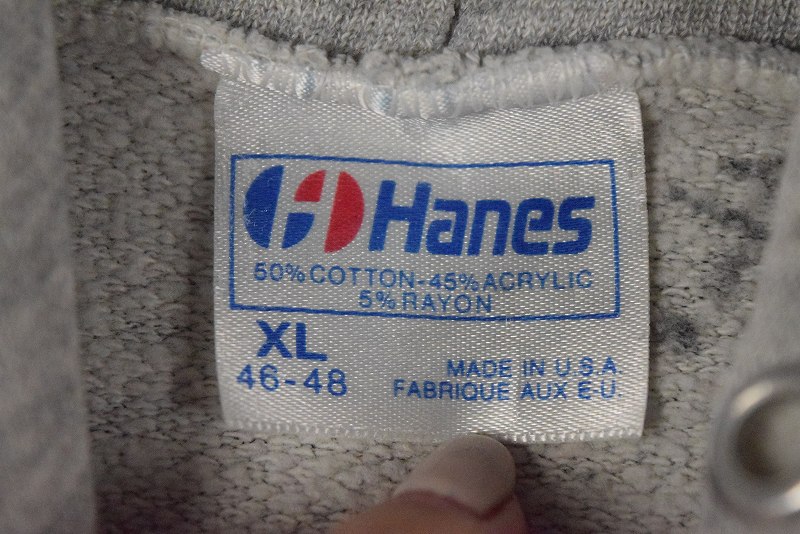 Hanes
50% COTTON-45% ACRYLIC
5% RAYON
XL
46-48
MADE IN U.S.A
FABRIQUE AUX E-U.